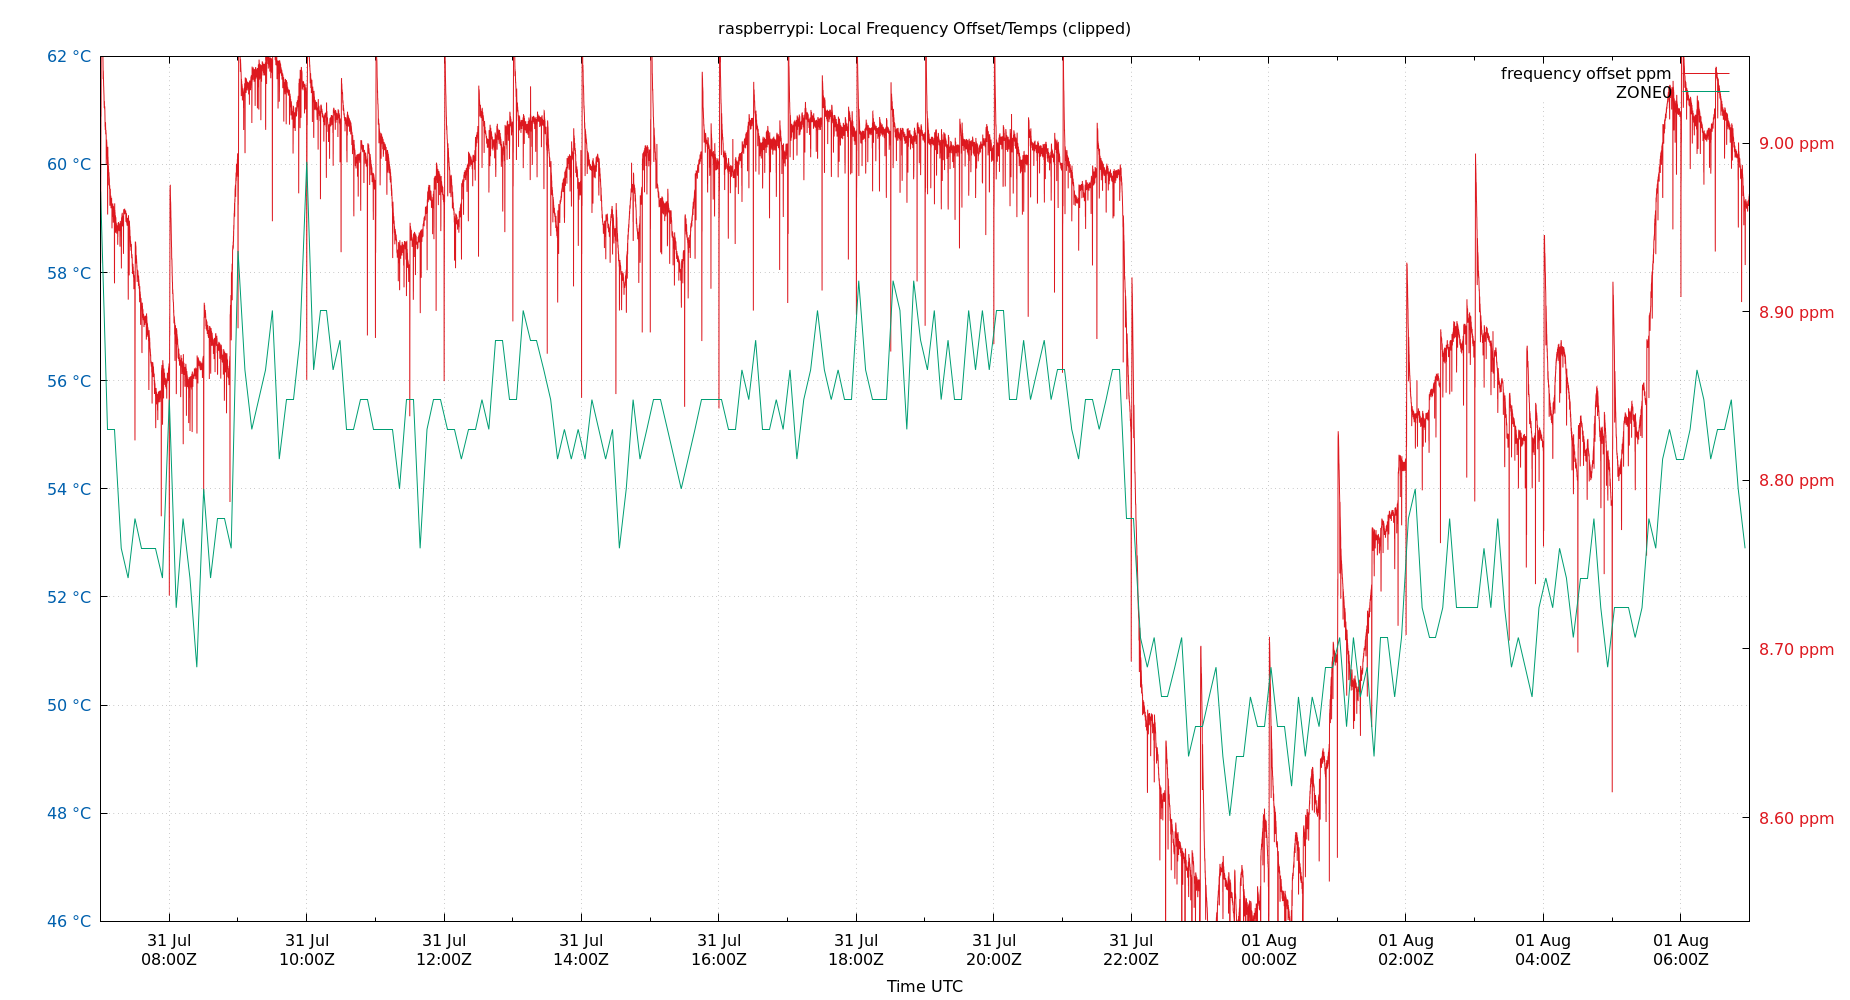 raspberrypi: Local Frequency Offset/Temps (clipped)
62 °C
60 °C
58 °C
56 °C
54 °C
52 °C
50 °C
48 °C
46 °C
frequency offset ppm
ZONE0
9.00 ppm
8.90 ppm
8.80 ppm
8.70 ppm
8.60 ppm
31 Jul 31 Jul 31 Jul 31 Jul 31 Jul 31 Jul 31 Jul 31 Jul 01 Aug 01 Aug 01 Aug 01 Aug
08:00Z 10:00Z 12:00Z 14:00Z 16:00Z 18:00Z 20:00Z 22:00Z 00:00Z 02:00Z 04:00Z 06:00Z
Time UTC